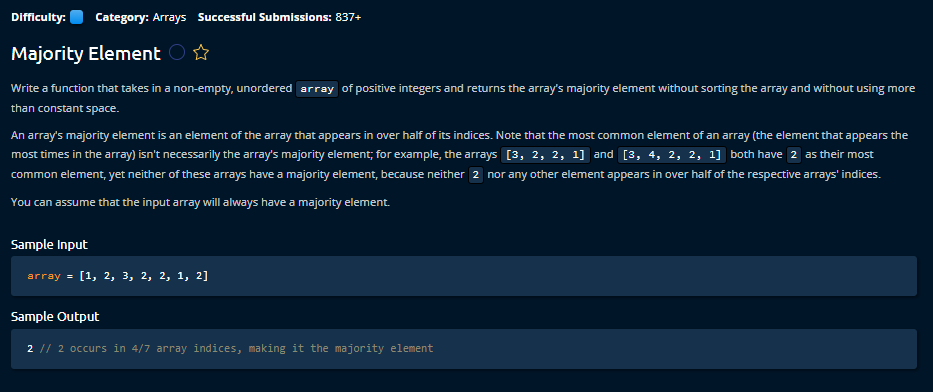 Difficulty: Category: Arrays Successful Submissions: 837+
Majority Element
Write a function that takes in a non-empty, unordered array of positive integers and returns the array's majority element without sorting the array and without using more
than constant space.
An array's majority element is an element of the array that appears in over half of its indices. Note that the most common element of an array (the element that appears the
most times in the array) isn't necessarily the array's majority element; for example, the arrays [3, 2, 2, 1] and [3, 4, 2, 2, 1] both have 2 as their most
common element, yet neither of these arrays have a majority element, because neither 2 nor any other element appears in over half of the respective arrays' indices.
You can assume that the input array will always have a majority element.
Sample Input
array = [1, 2, 3, 2, 2, 1, 2]
Sample Output
2 // 2 occurs in 4/7 array indices, making it the majority element